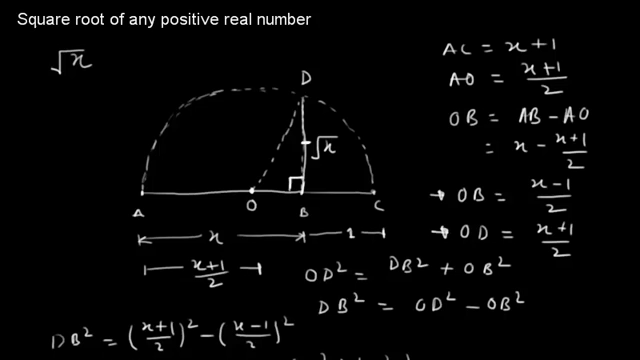 Square root of any positive real number
√x
AC = x+1
AO = (x+1)/2
OB = AB - AO
= x - (x+1)/2
→ OB = (x-1)/2
→ OD = (x+1)/2
D
√x
A O B C
x 1
(x+1)/2
OD² = DB² + OB²
DB² = OD² - OB²
DB² = ((x+1)/2)² - ((x-1)/2)²